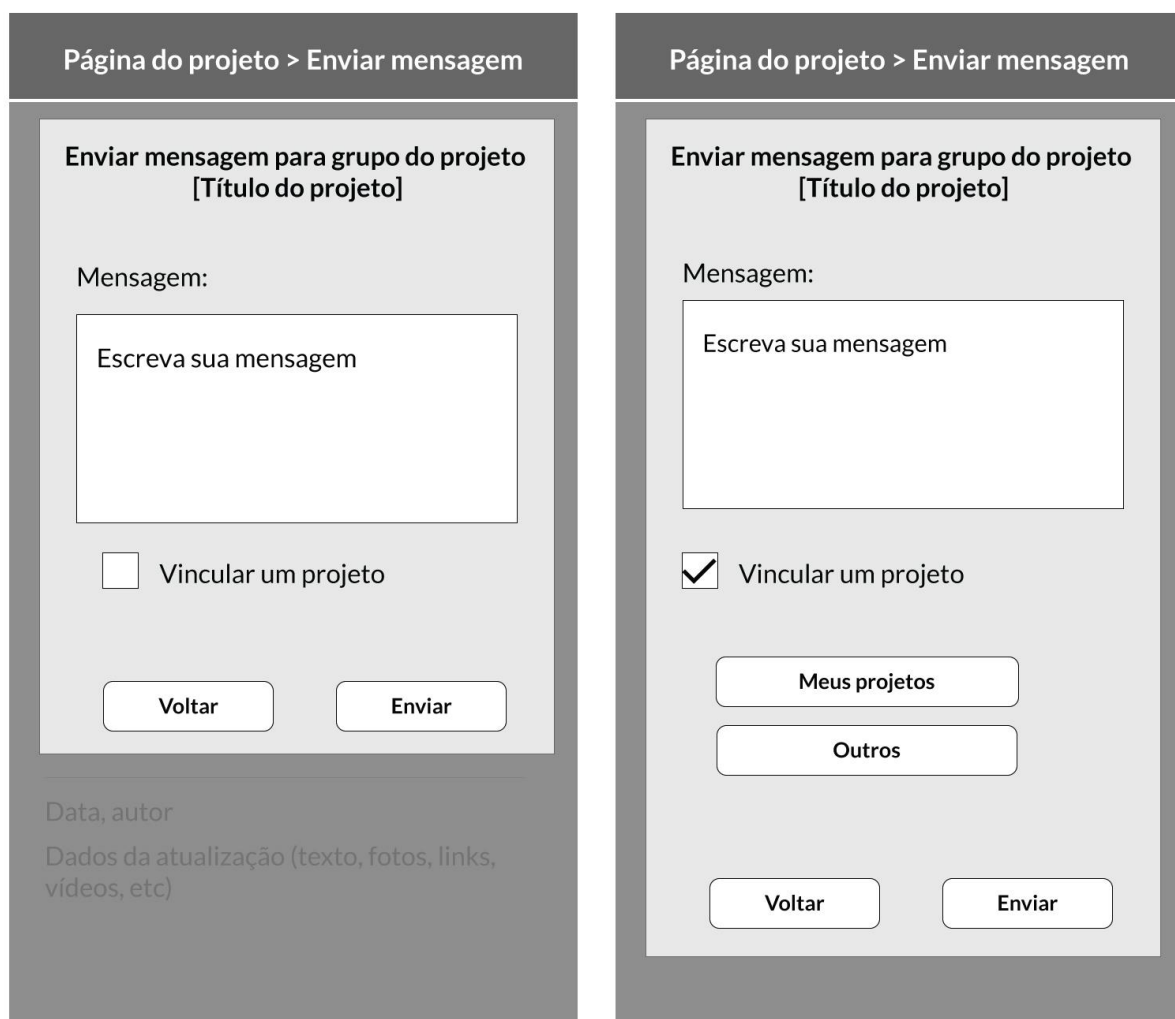 Página do projeto > Enviar mensagem
Enviar mensagem para grupo do projeto
[Título do projeto]
Mensagem:
Escreva sua mensagem
Vincular um projeto
Voltar
Enviar
Data, autor
Dados da atualização (texto, fotos, links,
vídeos, etc)
Página do projeto > Enviar mensagem
Enviar mensagem para grupo do projeto
[Título do projeto]
Mensagem:
Escreva sua mensagem
Vincular um projeto
Meus projetos
Outros
Voltar
Enviar